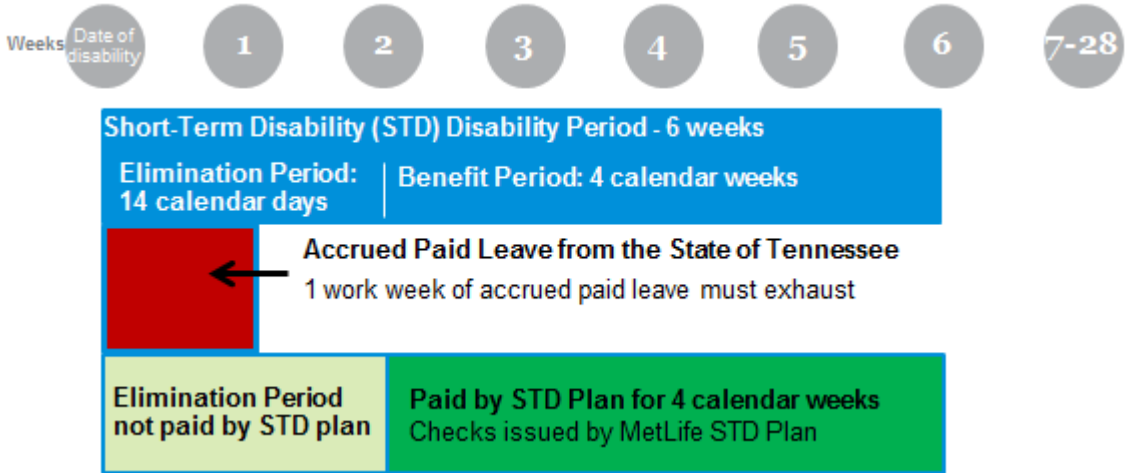 Weeks
Date of
disability
1
2
3
4
5
6
7-28
Short-Term Disability (STD) Disability Period - 6 weeks
Elimination Period:
14 calendar days
Benefit Period: 4 calendar weeks
Accrued Paid Leave from the State of Tennessee
1 work week of accrued paid leave must exhaust
Elimination Period
not paid by STD plan
Paid by STD Plan for 4 calendar weeks
Checks issued by MetLife STD Plan